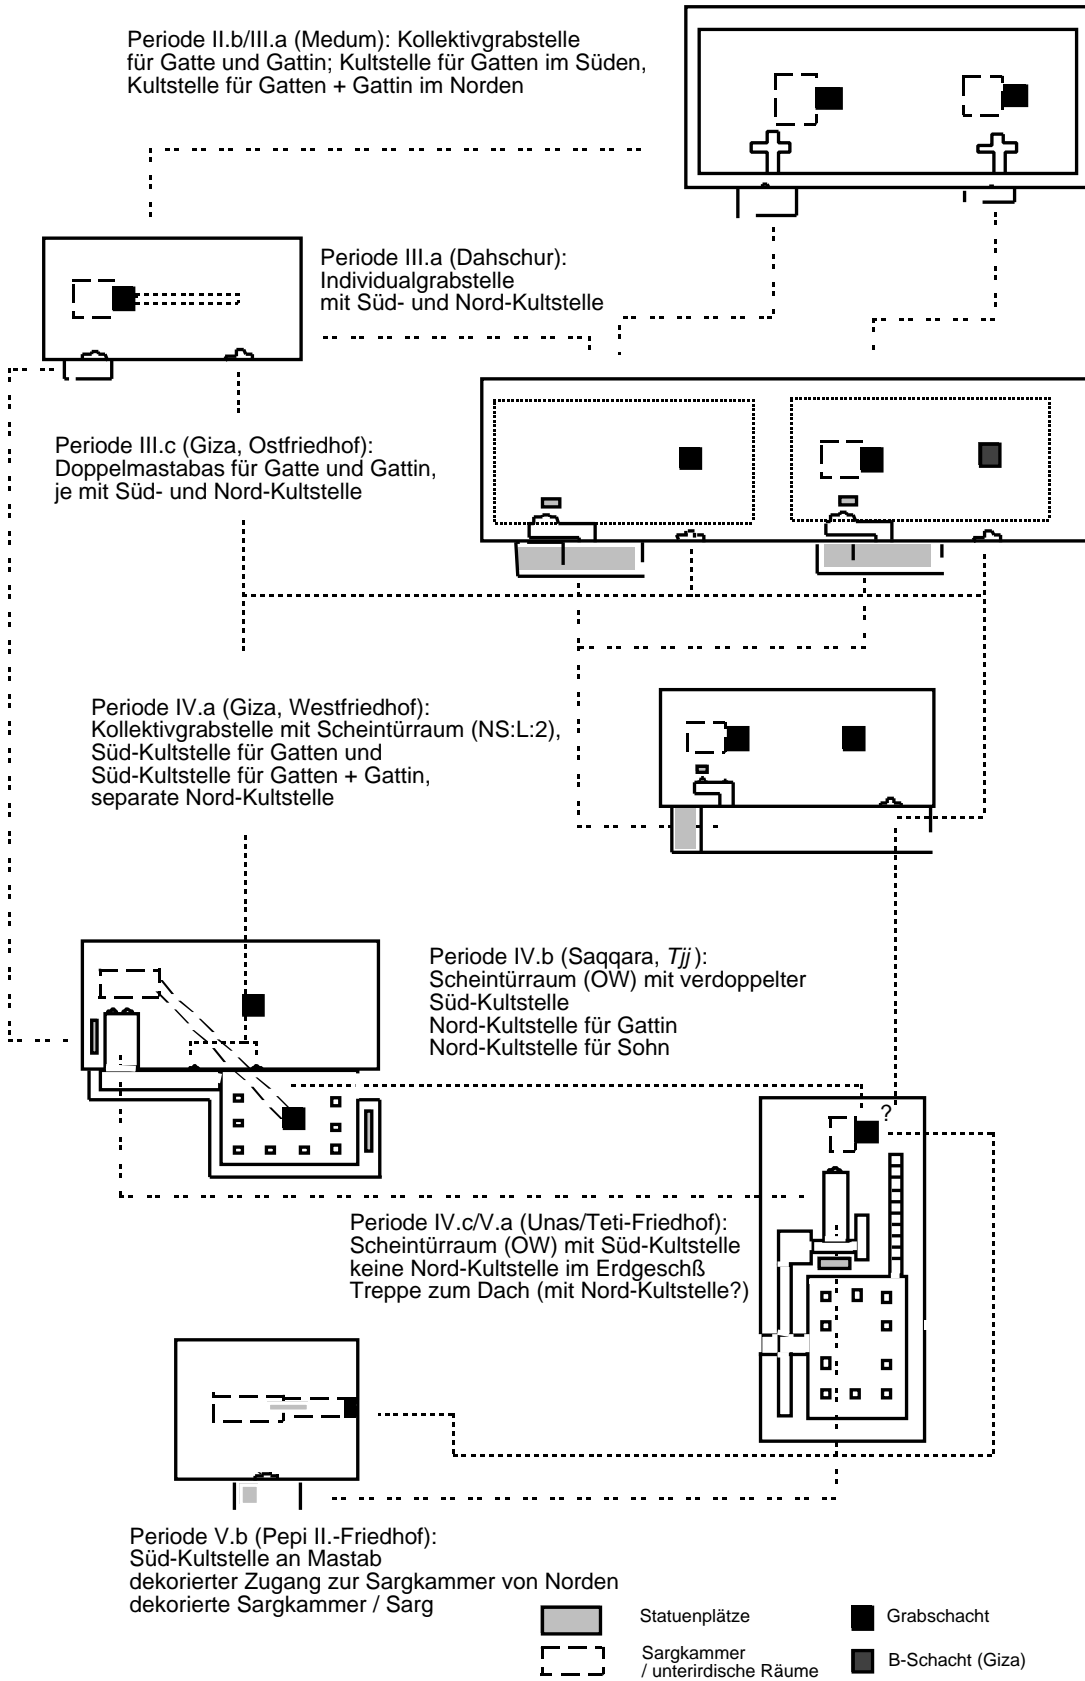 Periode II.b/III.a (Medum): Kollektivgrabstelle
für Gatte und Gattin; Kultstelle für Gatten im Süden,
Kultstelle für Gatten + Gattin im Norden
Periode III.a (Dahschur):
Individualgrabstelle
mit Süd- und Nord-Kultstelle
Periode III.c (Giza, Ostfriedhof):
Doppelmastabas für Gatte und Gattin,
je mit Süd- und Nord-Kultstelle
Periode IV.a (Giza, Westfriedhof):
Kollektivgrabstelle mit Scheintürraum (NS:L:2),
Süd-Kultstelle für Gatten und
Süd-Kultstelle für Gatten + Gattin,
separate Nord-Kultstelle
Periode IV.b (Saqqara, Tjj):
Scheintürraum (OW) mit verdoppelter
Süd-Kultstelle
Nord-Kultstelle für Gattin
Nord-Kultstelle für Sohn
?
Periode IV.c/V.a (Unas/Teti-Friedhof):
Scheintürraum (OW) mit Süd-Kultstelle
keine Nord-Kultstelle im Erdgeschß
Treppe zum Dach (mit Nord-Kultstelle?)
Periode V.b (Pepi II.-Friedhof):
Süd-Kultstelle an Mastab
dekorierter Zugang zur Sargkammer von Norden
dekorierte Sargkammer / Sarg
Statuenplätze
Grabschacht
Sargkammer
/ unterirdische Räume
B-Schacht (Giza)